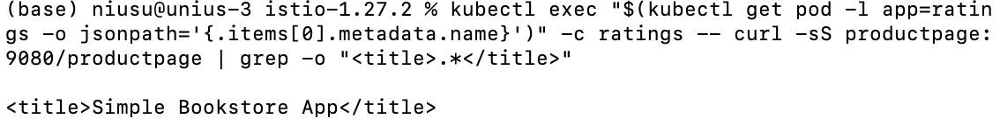 (base) niusu@unius-3 istio-1.27.2 % kubectl exec "$(kubectl get pod -l app=ratin
gs -o jsonpath='{.items[0].metadata.name}')" -c ratings -- curl -sS productpage:
9080/productpage | grep -o "<title>.*</title>"
<title>Simple Bookstore App</title>